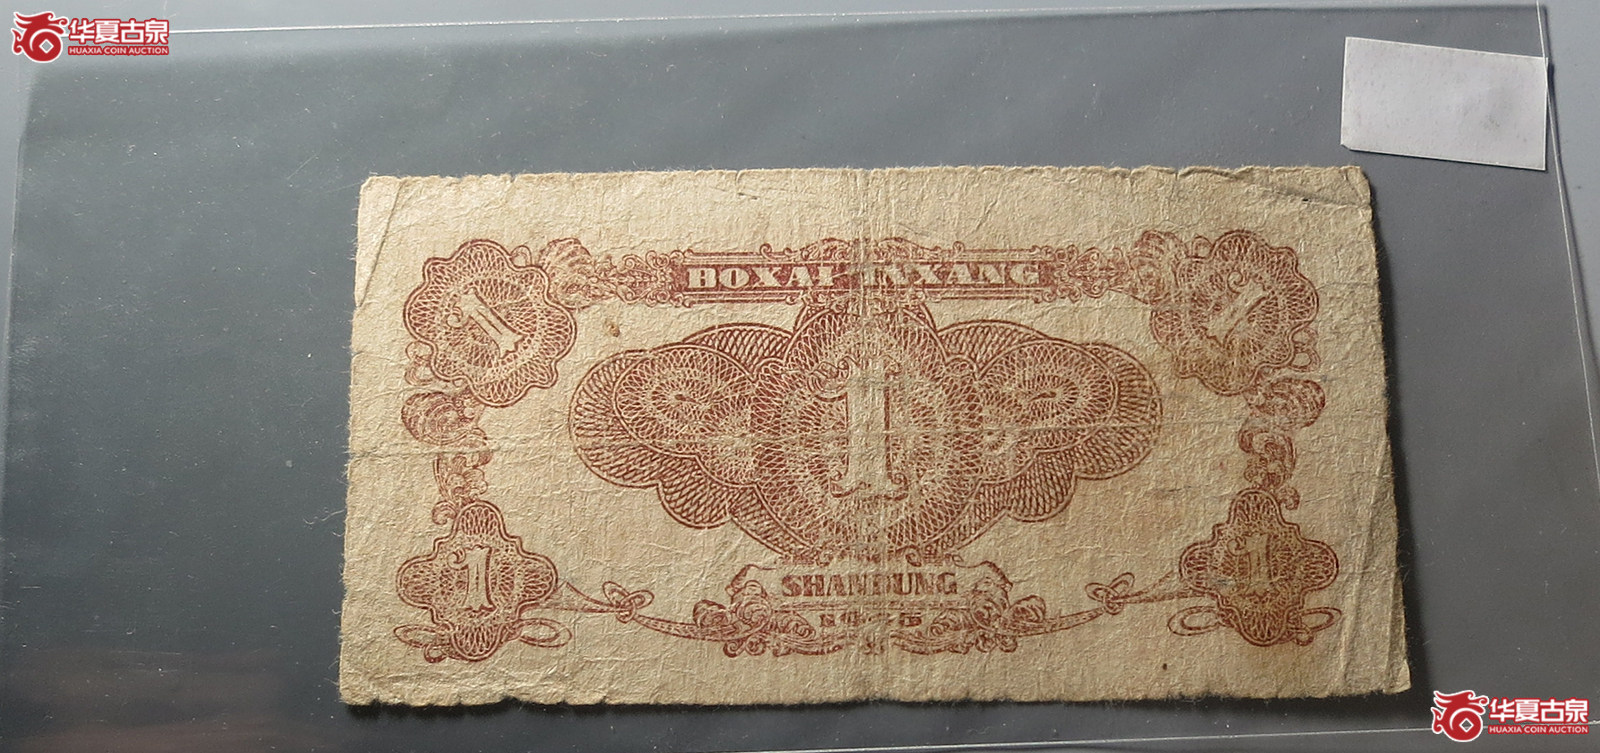 华夏古泉
HUAXIA COIN AUCTION
BOXAI INXANG
1
1
1
1
1
SHANDUNG
华夏古泉
HUAXIA COIN AUCTION